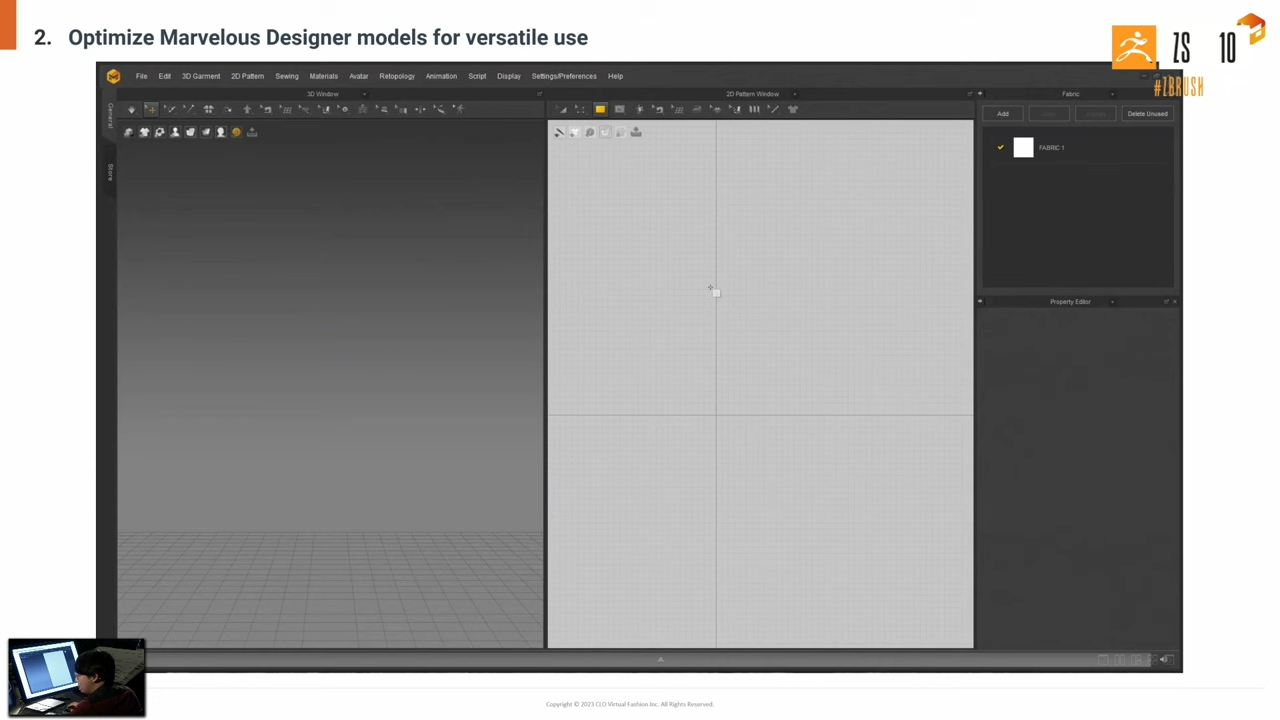 2. Optimize Marvelous Designer models for versatile use
ZS 10
#ZBRUSH
File Edit 3D Garment 2D Pattern Sewing Materials Avatar Retopology Animation Script Display Settings/Preferences Help
3D Window 2D Pattern Window Fabric
General
Store
Add Delete Unused
FABRIC 1
Property Editor
Copyright © 2023 CLO Virtual Fashion Inc. All Rights Reserved.